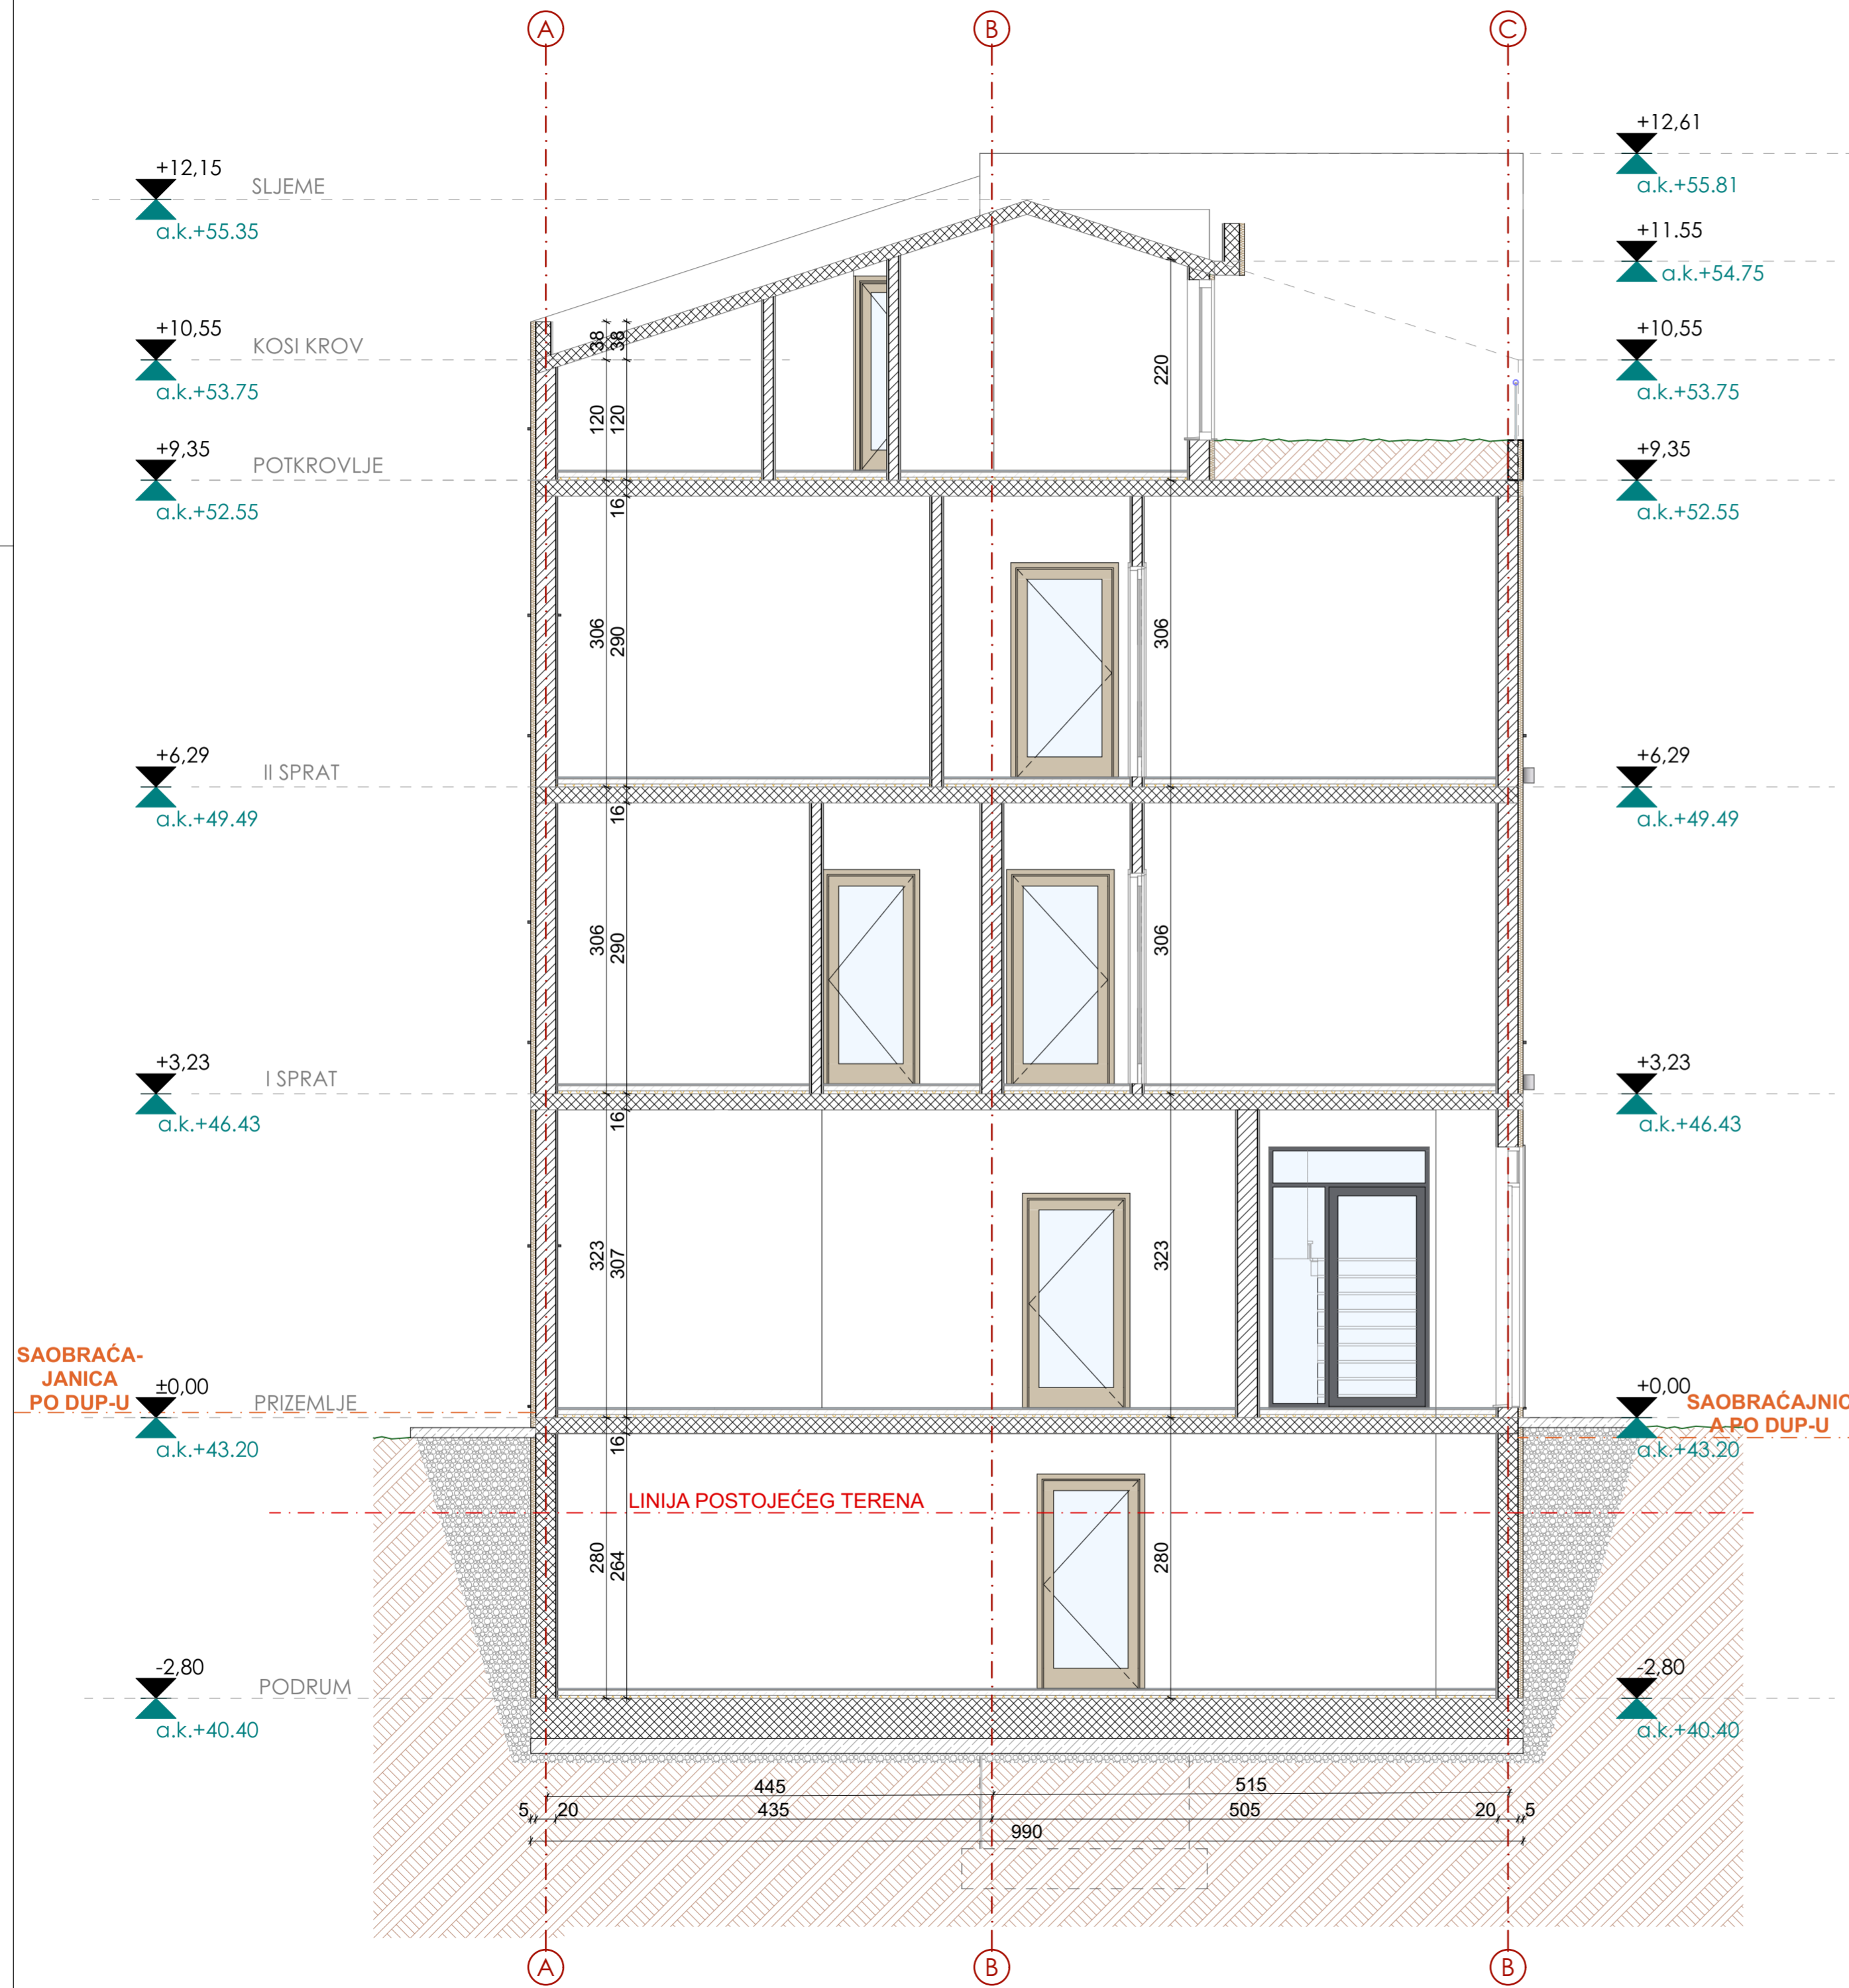 A
B
C
+12,61
a.k.+55.81
+12,15
SLJEME
a.k.+55.35
+11.55
a.k.+54.75
+10,55
KOSI KROV
a.k.+53.75
38
38
+10,55
a.k.+53.75
220
120
120
+9,35
POTKROVLJE
a.k.+52.55
+9,35
a.k.+52.55
16
306
290
306
+6,29
II SPRAT
a.k.+49.49
+6,29
a.k.+49.49
16
306
290
306
+3,23
I SPRAT
a.k.+46.43
+3,23
a.k.+46.43
16
323
307
323
SAOBRAĆA-
JANICA
PO DUP-U
±0,00
PRIZEMLJE
a.k.+43.20
+0,00
SAOBRAĆAJNIC
A PO DUP-U
a.k.+43.20
16
LINIJA POSTOJEĆEG TERENA
280
264
280
-2,80
PODRUM
a.k.+40.40
-2,80
a.k.+40.40
445
515
5
20
435
505
20
5
990
A
B
B